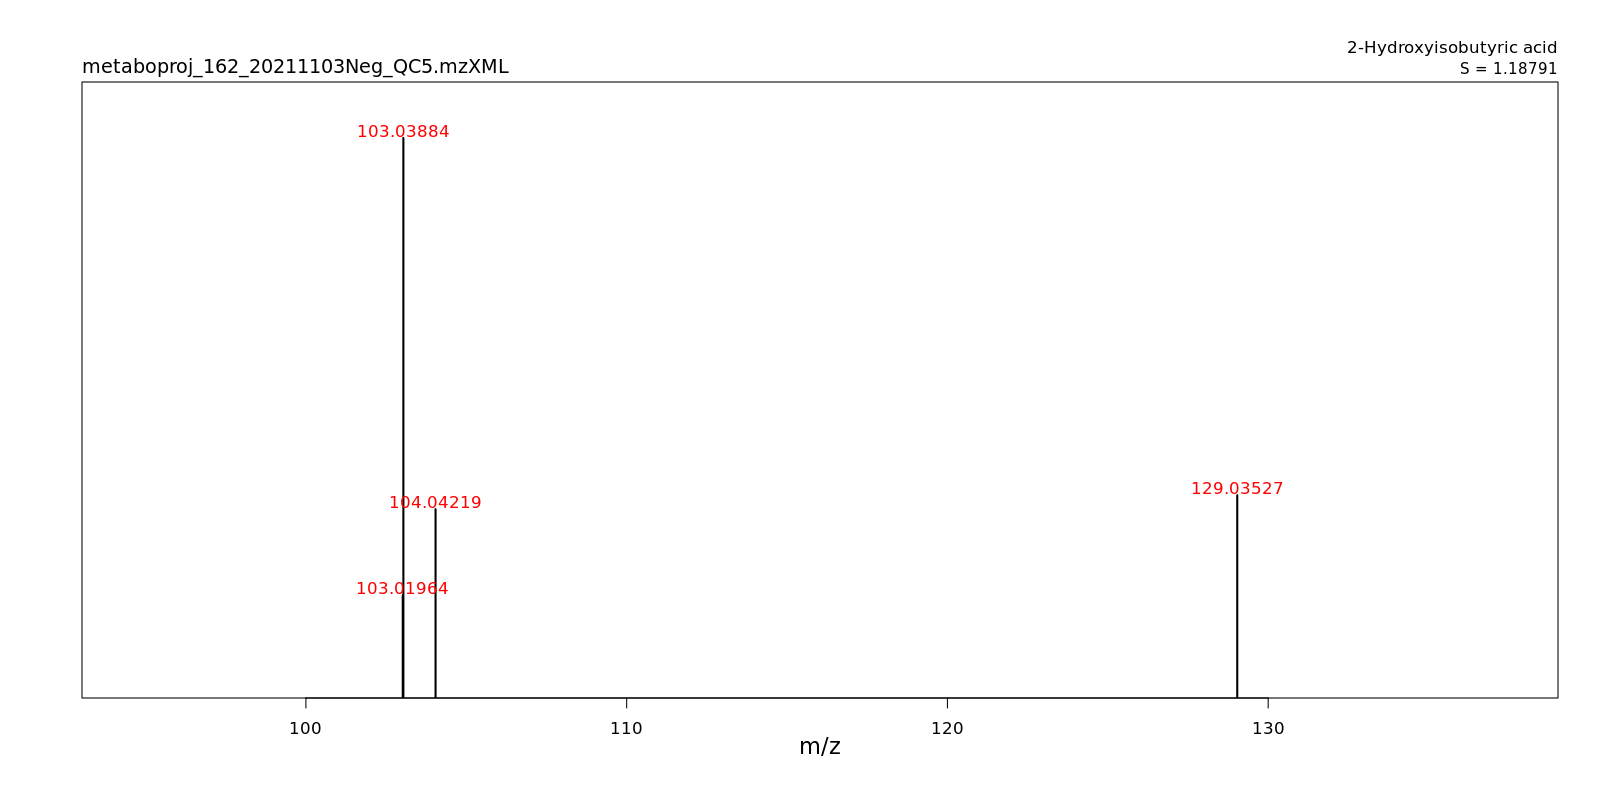 2-Hydroxyisobutyric acid
metaboproj_162_20211103Neg_QC5.mzXML
S = 1.18791
103.03884
129.03527
104.04219
103.01964
100 110 120 130
m/z